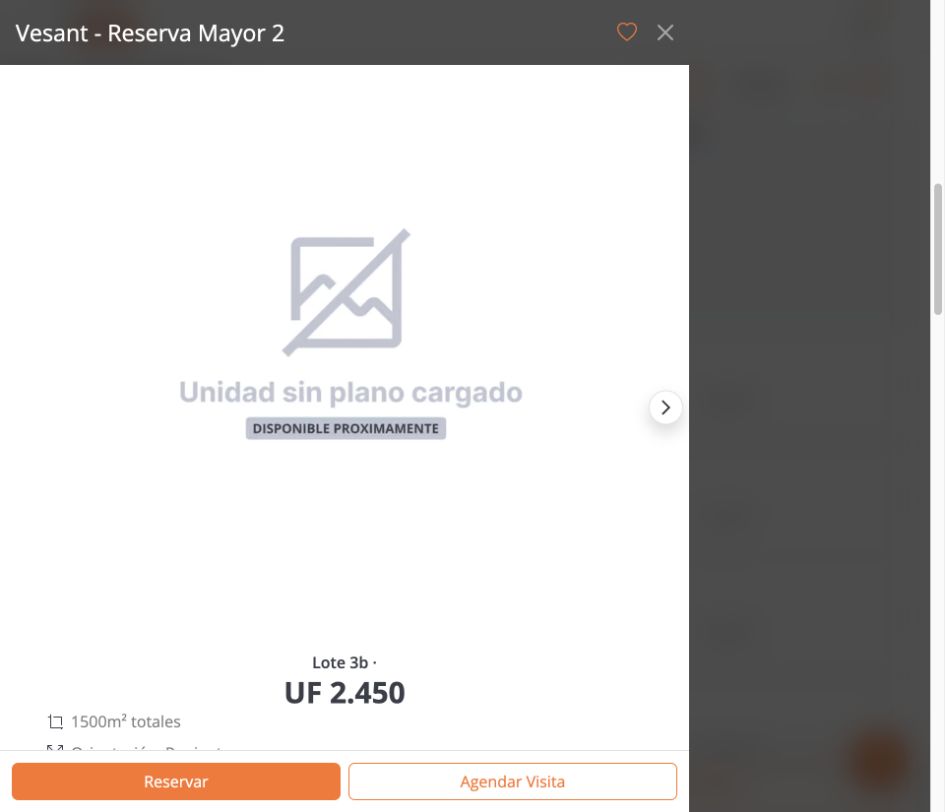 Vesant - Reserva Mayor 2
Unidad sin plano cargado
DISPONIBLE PROXIMAMENTE
Lote 3b ·
UF 2.450
1500m² totales
Reservar
Agendar Visita